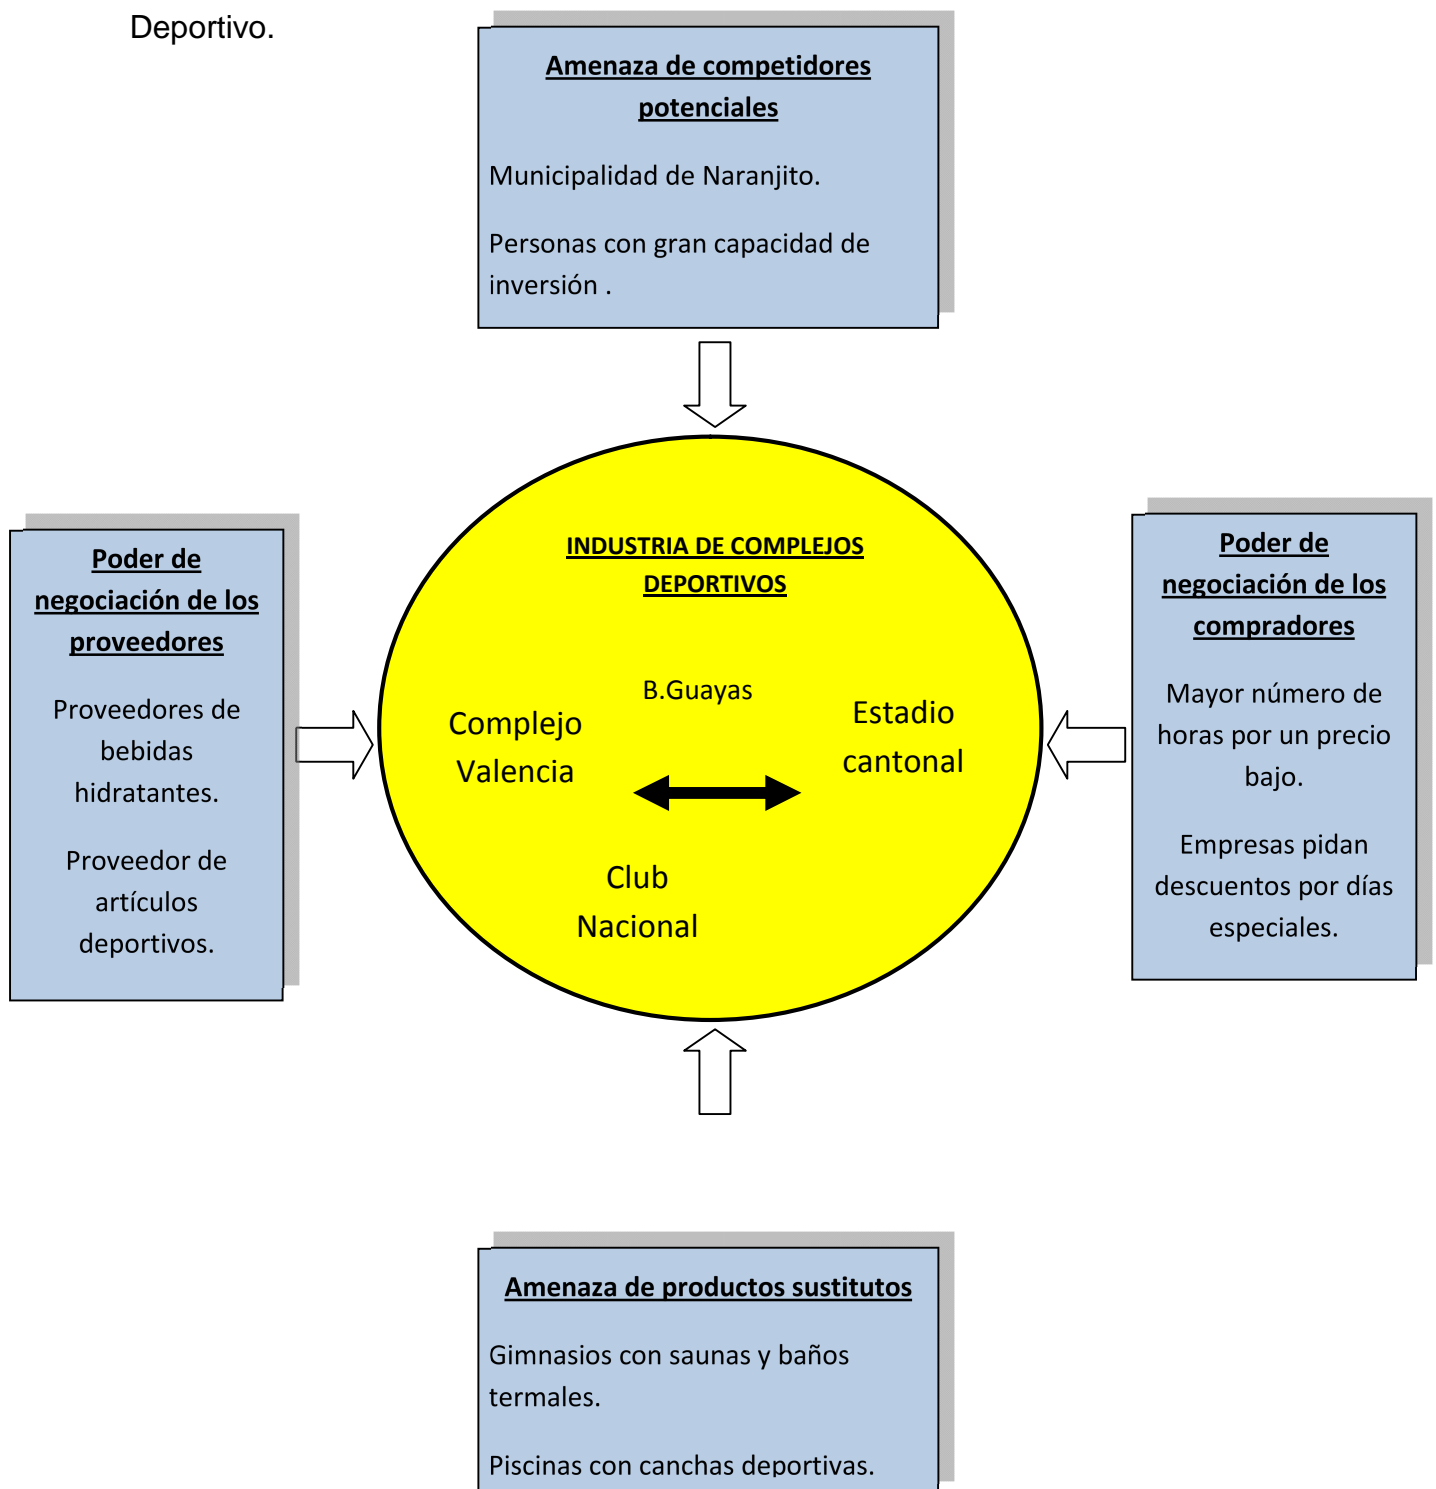 Deportivo.
Amenaza de competidores
potenciales
Municipalidad de Naranjito.
Personas con gran capacidad de
inversión .
Poder de
negociación de los
proveedores
Proveedores de
bebidas
hidratantes.
Proveedor de
artículos
deportivos.
INDUSTRIA DE COMPLEJOS
DEPORTIVOS
B.Guayas
Complejo
Valencia
Estadio
cantonal
Club
Nacional
Poder de
negociación de los
compradores
Mayor número de
horas por un precio
bajo.
Empresas pidan
descuentos por días
especiales.
Amenaza de productos sustitutos
Gimnasios con saunas y baños
termales.
Piscinas con canchas deportivas.